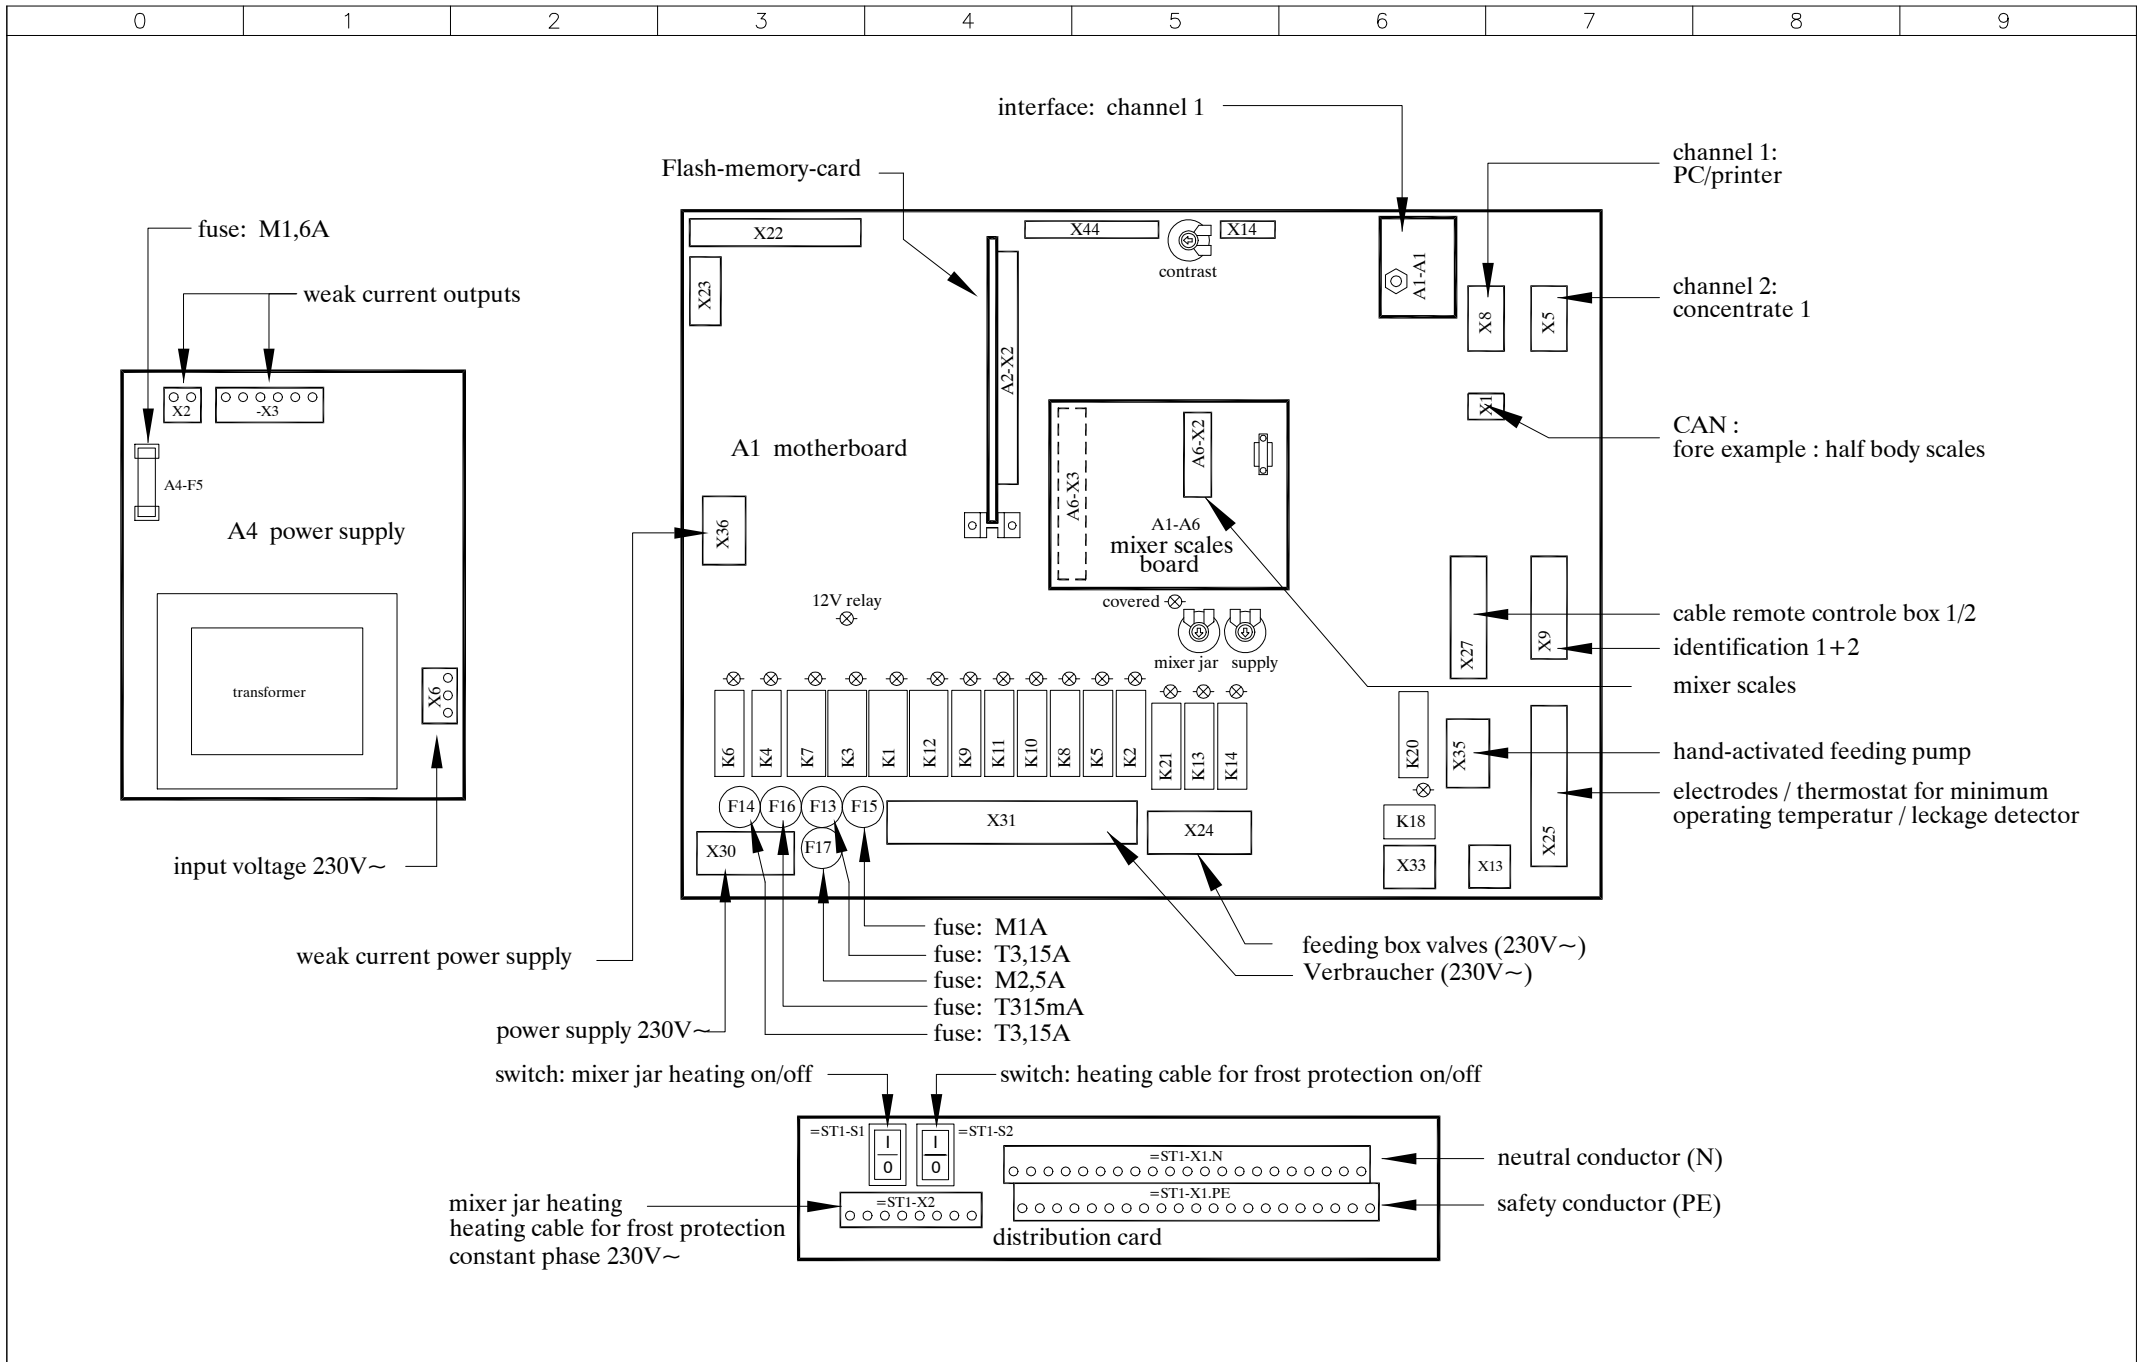 0 1 2 3 4 5 6 7 8 9
interface: channel 1
Flash-memory-card
channel 1:
PC/printer
fuse: M1,6A
weak current outputs
X22
X44
X14
contrast
A1-A1
X23
X8
X5
channel 2:
concentrate 1
X2
-X3
A2-X2
X1
CAN :
fore example : half body scales
A4-F5
A4 power supply
A1 motherboard
A6-X3
A6-X2
A1-A6
mixer scales
board
X36
12V relay
covered
mixer jar
supply
X27
X9
cable remote controle box 1/2
identification 1+2
mixer scales
transformer
X6
K6
K4
K7
K3
K1
K12
K9
K11
K10
K8
K5
K2
K21
K13
K14
K20
X35
hand-activated feeding pump
electrodes / thermostat for minimum
operating temperatur / leckage detector
F14
F16
F13
F15
F17
X30
X31
X24
K18
X33
X13
X25
input voltage 230V~
weak current power supply
power supply 230V~
fuse: M1A
fuse: T3,15A
fuse: M2,5A
fuse: T315mA
fuse: T3,15A
feeding box valves (230V~)
Verbraucher (230V~)
switch: mixer jar heating on/off
switch: heating cable for frost protection on/off
=ST1-S1
I
0
I
0
=ST1-S2
=ST1-X1.N
neutral conductor (N)
=ST1-X2
=ST1-X1.PE
safety conductor (PE)
mixer jar heating
heating cable for frost protection
constant phase 230V~
distribution card